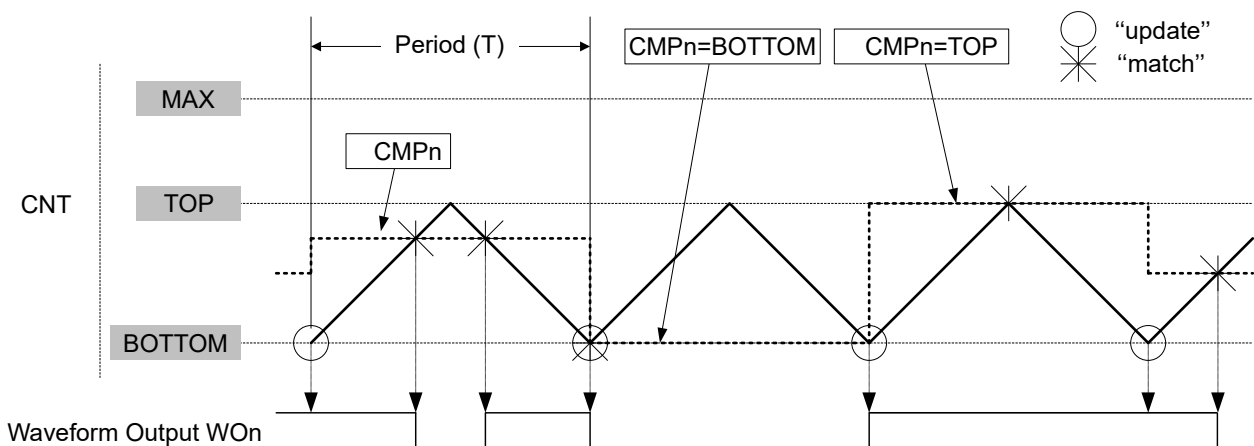 Period (T)
CMPn=BOTTOM
CMPn=TOP
“update”
“match”
MAX
CMPn
CNT
TOP
BOTTOM
Waveform Output WOn